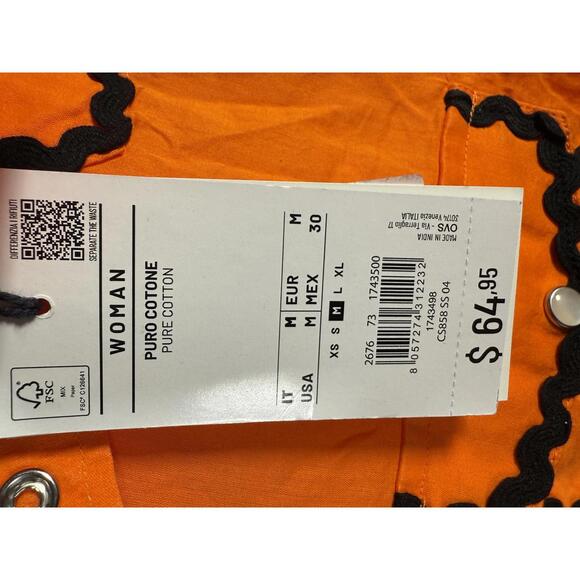 DIFFERENZIA I RIFIUTI
SEPARATE THE WASTE
WOMAN
PURO COTONE
PURE COTTON
IT M EUR M
USA M MEX 30
XS S M L XL
2676 73 1743500
8 057274 312232
1743498
CS858 SS 04
MADE IN INDIA
OVS - Via Terraglio 17
30174 Venezia ITALIA
$ 64,95
FSC
MIX
Paper
FSC® C126641